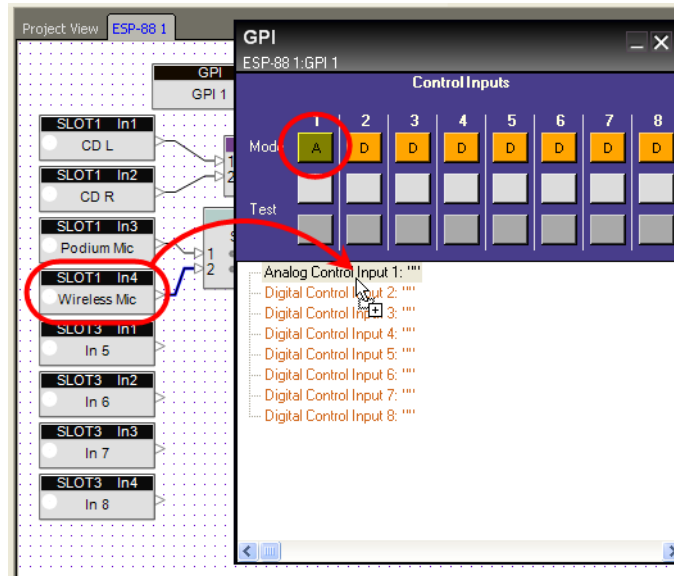 Project View ESP-88 1
GPI
ESP-88 1:GPI 1
Control Inputs
1 2 3 4 5 6 7 8
Mode A D D D D D D D
Test
GPI
GPI 1
SLOT1 In1
CD L
SLOT1 In2
CD R
SLOT1 In3
Podium Mic
SLOT1 In4
Wireless Mic
SLOT3 In1
In 5
SLOT3 In2
In 6
SLOT3 In3
In 7
SLOT3 In4
In 8
1
2
S
1
2
Analog Control Input 1: ""
Digital Control Input 2: ""
Digital Control Input 3: ""
Digital Control Input 4: ""
Digital Control Input 5: ""
Digital Control Input 6: ""
Digital Control Input 7: ""
Digital Control Input 8: ""